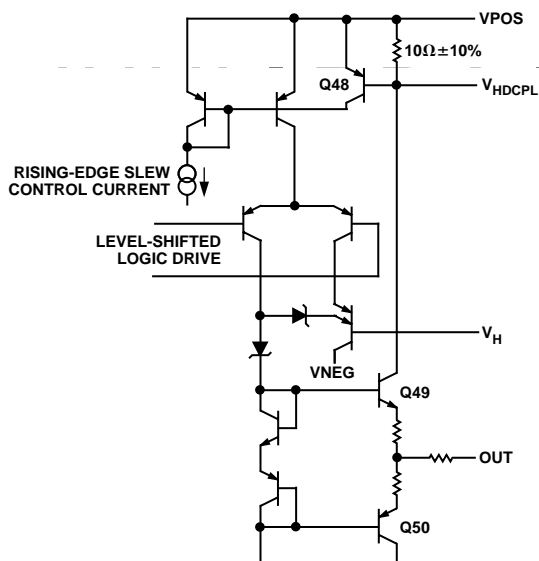 VPOS
10Ω±10%
Q48
VHDCPL
RISING-EDGE SLEW
CONTROL CURRENT
LEVEL-SHIFTED
LOGIC DRIVE
VH
VNEG
Q49
OUT
Q50